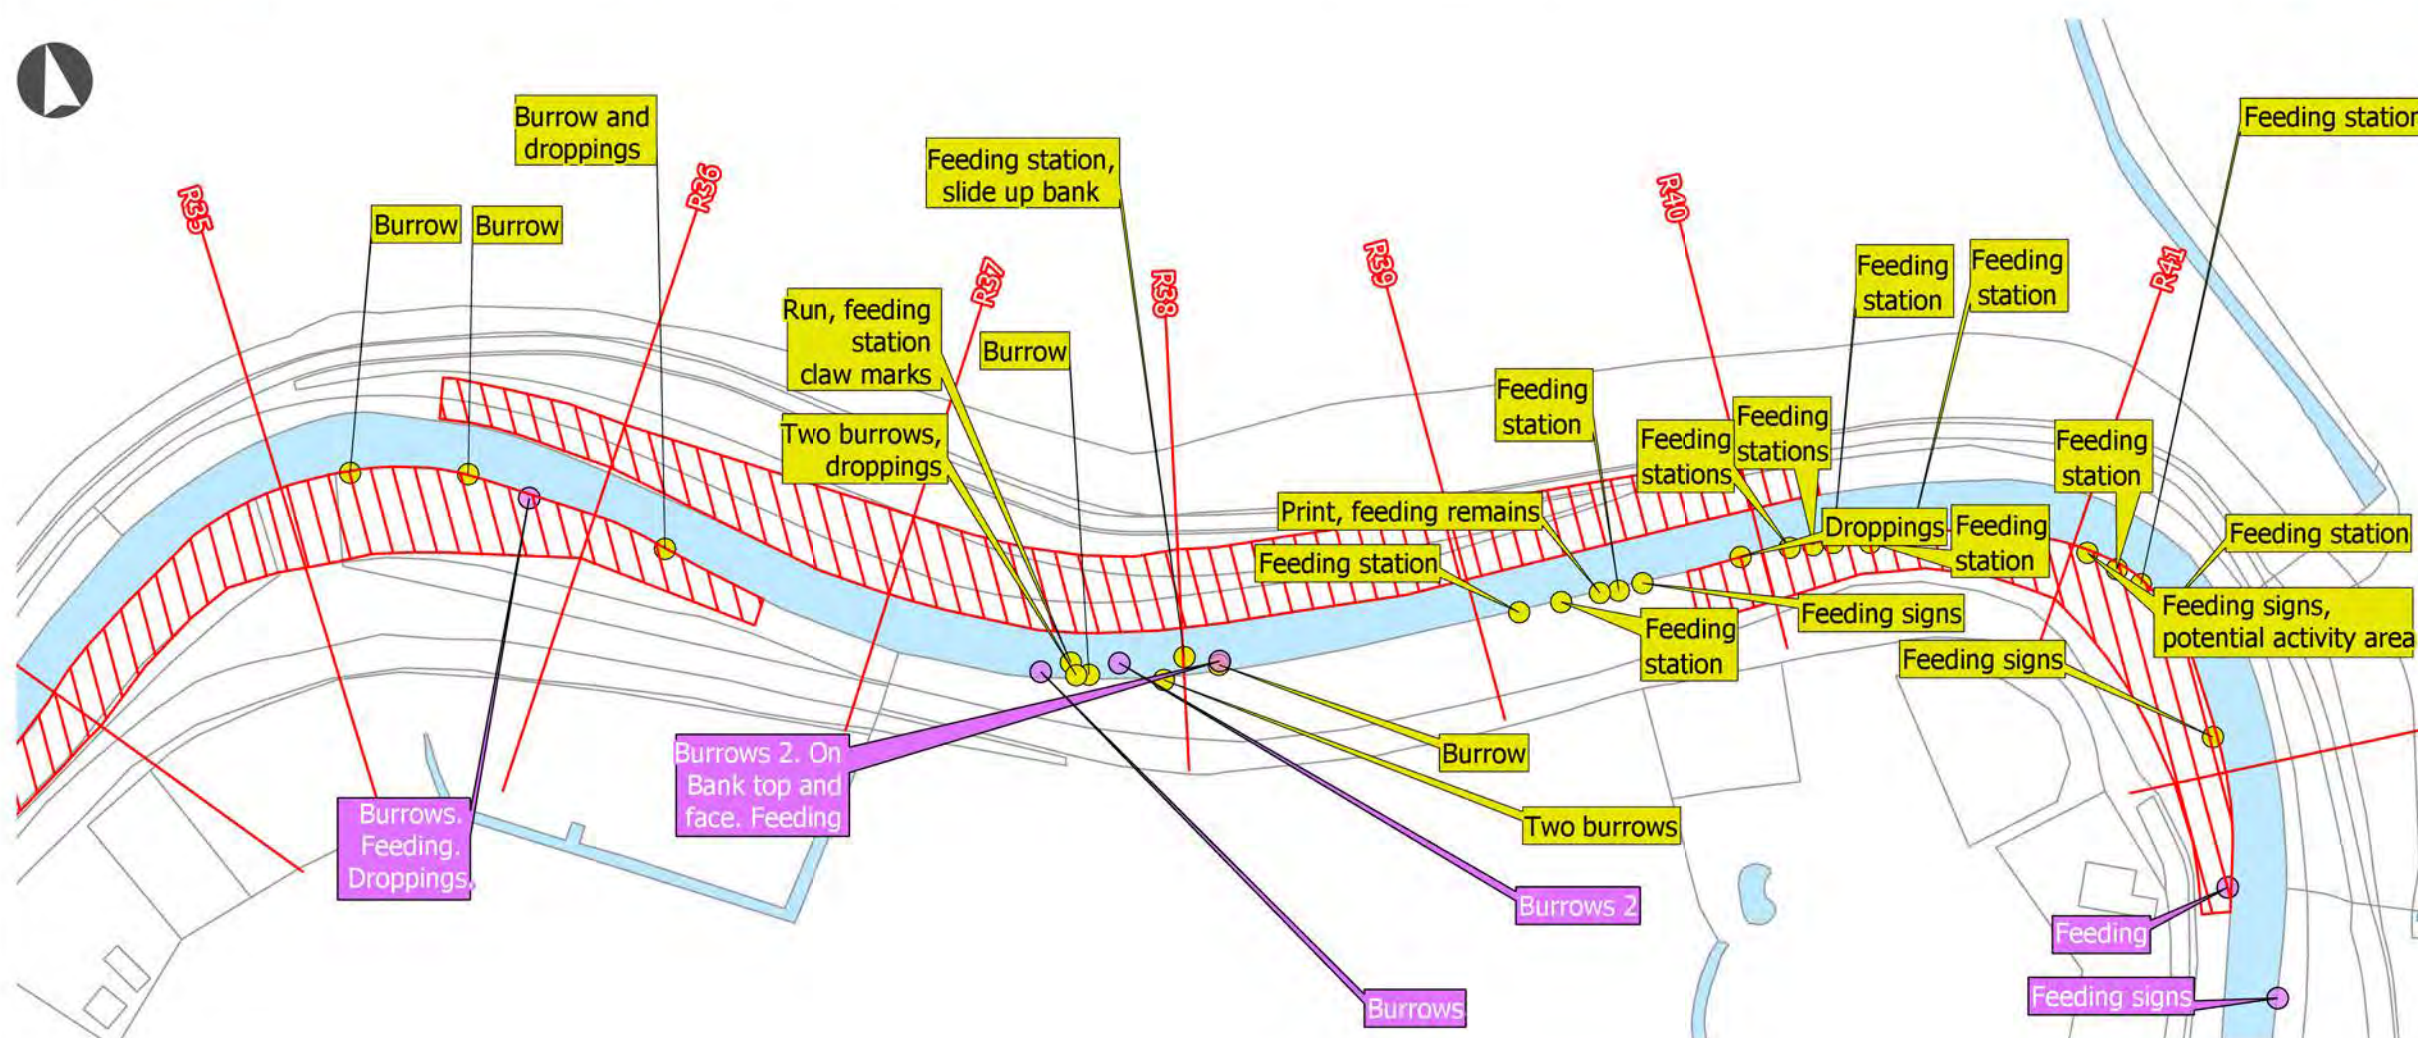 Burrow and
droppings
Feeding station
Feeding station,
slide up bank
R35
R36
R40
Burrow
Burrow
R37
R38
R39
R41
Feeding
station
Feeding
station
Run, feeding
station
claw marks
Burrow
Feeding
station
Two burrows,
droppings
Feeding
stations
Feeding
stations
Feeding
station
Print, feeding remains
Droppings
Feeding
station
Feeding station
Feeding station
Feeding signs
Feeding signs,
potential activity area
Feeding
station
Feeding signs
Burrows 2. On
Bank top and
face. Feeding
Burrow
Burrows.
Feeding.
Droppings.
Two burrows
Burrows 2
Feeding
Feeding signs
Burrows